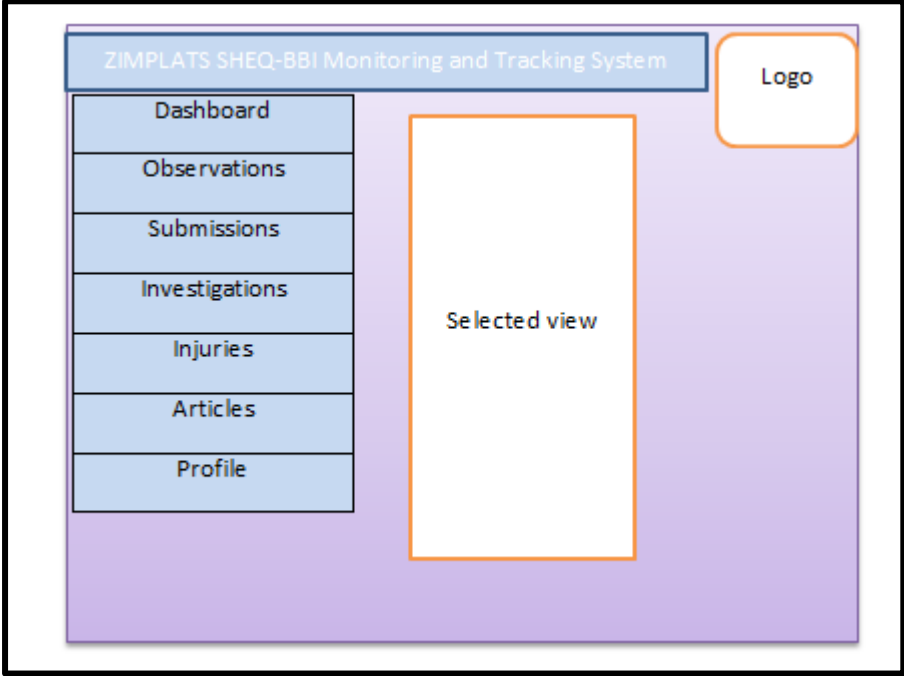 ZIMPLATS SHEQ-BBI Monitoring and Tracking System
Logo
Dashboard
Observations
Submissions
Investigations
Injuries
Articles
Profile
Selected view